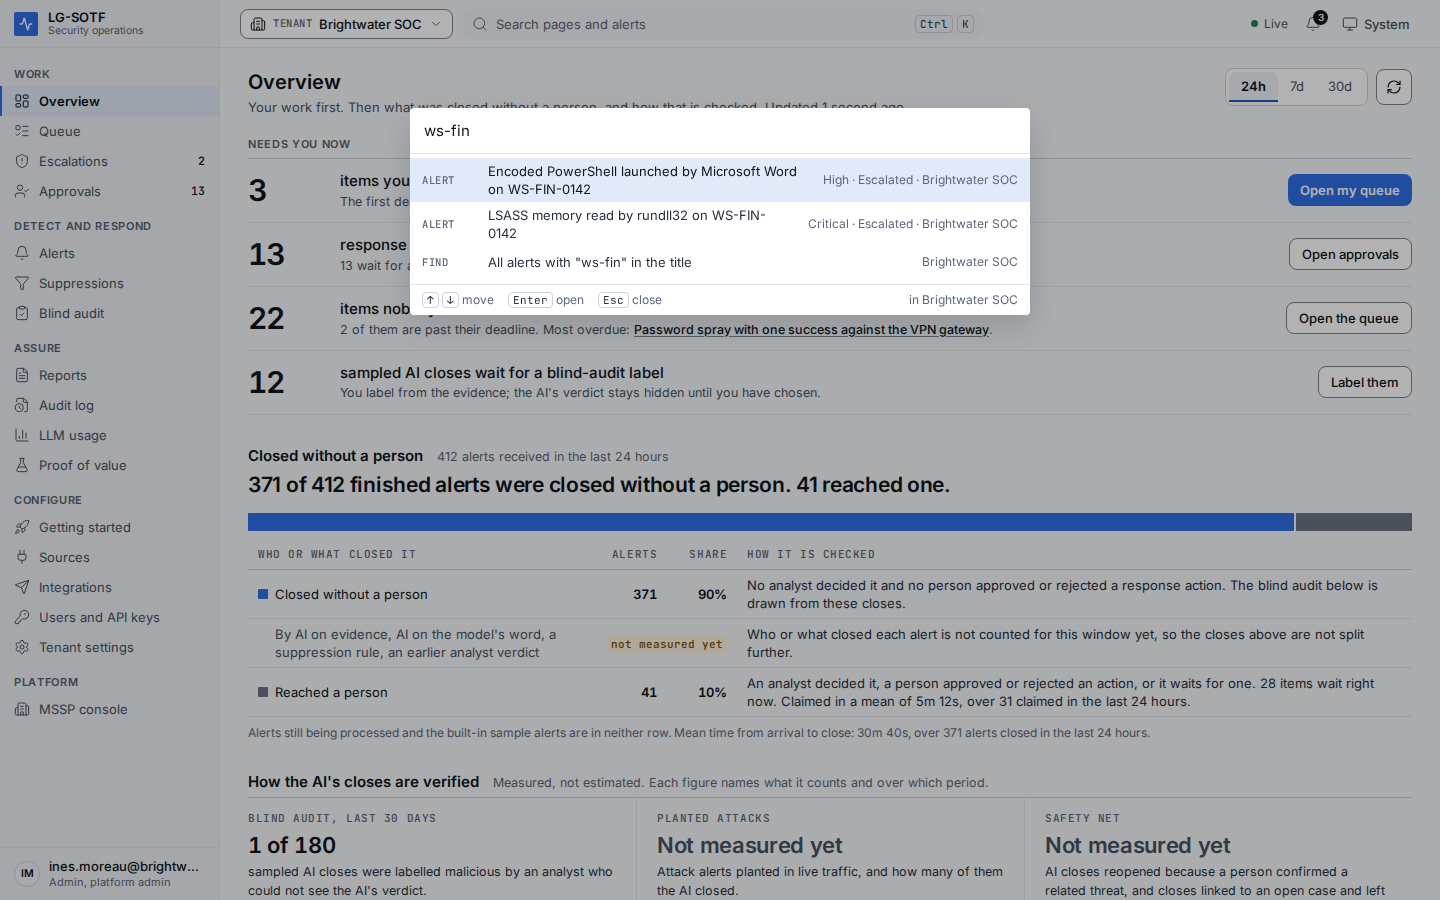 LG-SOTF
Security operations
TENANT Brightwater SOC
Search pages and alerts
Ctrl K
Live
3
System
WORK
Overview
Queue
Escalations 2
Approvals 13
DETECT AND RESPOND
Alerts
Suppressions
Blind audit
ASSURE
Reports
Audit log
LLM usage
Proof of value
CONFIGURE
Getting started
Sources
Integrations
Users and API keys
Tenant settings
PLATFORM
MSSP console
IM
ines.moreau@brightw...
Admin, platform admin
Overview
Your work first. Then what was closed without a person, and how that is checked. Updated 1 second ago.
24h 7d 30d
ws-fin
ALERT Encoded PowerShell launched by Microsoft Word
on WS-FIN-0142
High · Escalated · Brightwater SOC
ALERT LSASS memory read by rundll32 on WS-FIN-
0142
Critical · Escalated · Brightwater SOC
FIND All alerts with "ws-fin" in the title Brightwater SOC
↑ ↓ move Enter open Esc close in Brightwater SOC
NEEDS YOU NOW
3 items you
The first de
Open my queue
13 response
13 wait for
Open approvals
22 items
2 of them are past their deadline. Most overdue: Password spray with one success against the VPN gateway.
Open the queue
12 sampled AI closes wait for a blind-audit label
You label from the evidence; the AI's verdict stays hidden until you have chosen.
Label them
Closed without a person 412 alerts received in the last 24 hours
371 of 412 finished alerts were closed without a person. 41 reached one.
WHO OR WHAT CLOSED IT ALERTS SHARE HOW IT IS CHECKED
Closed without a person 371 90% No analyst decided it and no person approved or rejected a response action. The blind audit below is
drawn from these closes.
By AI on evidence, AI on the model's word, a
suppression rule, an earlier analyst verdict
not measured yet
Who or what closed each alert is not counted for this window yet, so the closes above are not split
further.
Reached a person 41 10% An analyst decided it, a person approved or rejected an action, or it waits for one. 28 items wait right
now. Claimed in a mean of 5m 12s, over 31 claimed in the last 24 hours.
Alerts still being processed and the built-in sample alerts are in neither row. Mean time from arrival to close: 30m 40s, over 371 alerts closed in the last 24 hours.
How the AI's closes are verified Measured, not estimated. Each figure names what it counts and over which period.
BLIND AUDIT, LAST 30 DAYS
1 of 180
sampled AI closes were labelled malicious by an analyst who
could not see the AI's verdict.
PLANTED ATTACKS
Not measured yet
Attack alerts planted in live traffic, and how many of them
the AI closed.
SAFETY NET
Not measured yet
AI closes reopened because a person confirmed a
related threat, and closes linked to an open case and left